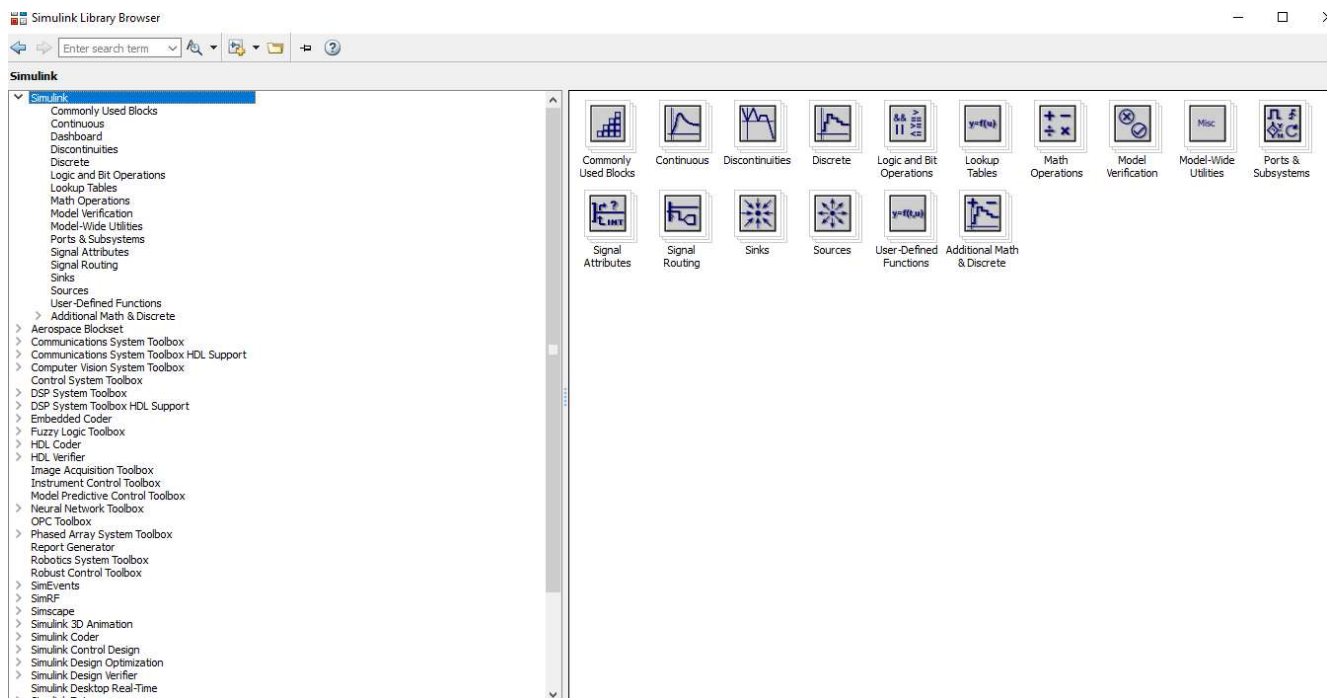 Simulink Library Browser
Enter search term
Simulink
Simulink
Commonly Used Blocks
Continuous
Dashboard
Discontinuities
Discrete
Logic and Bit Operations
Lookup Tables
Math Operations
Model Verification
Model-Wide Utilities
Ports & Subsystems
Signal Attributes
Signal Routing
Sinks
Sources
User-Defined Functions
Additional Math & Discrete
Aerospace Blockset
Communications System Toolbox
Communications System Toolbox HDL Support
Computer Vision System Toolbox
Control System Toolbox
DSP System Toolbox
DSP System Toolbox HDL Support
Embedded Coder
Fuzzy Logic Toolbox
HDL Coder
HDL Verifier
Image Acquisition Toolbox
Instrument Control Toolbox
Model Predictive Control Toolbox
Neural Network Toolbox
OPC Toolbox
Phased Array System Toolbox
Report Generator
Robotics System Toolbox
Robust Control Toolbox
SimEvents
SimRF
Simscape
Simulink 3D Animation
Simulink Coder
Simulink Control Design
Simulink Design Optimization
Simulink Design Verifier
Simulink Desktop Real-Time
&& > ==
|| >= <=
y=f(u)
+ −
÷ ×
Misc
Commonly Used Blocks
Continuous
Discontinuities
Discrete
Logic and Bit Operations
Lookup Tables
Math Operations
Model Verification
Model-Wide Utilities
Ports & Subsystems
?
INT
y=f(t,u)
Signal Attributes
Signal Routing
Sinks
Sources
User-Defined Functions
Additional Math & Discrete